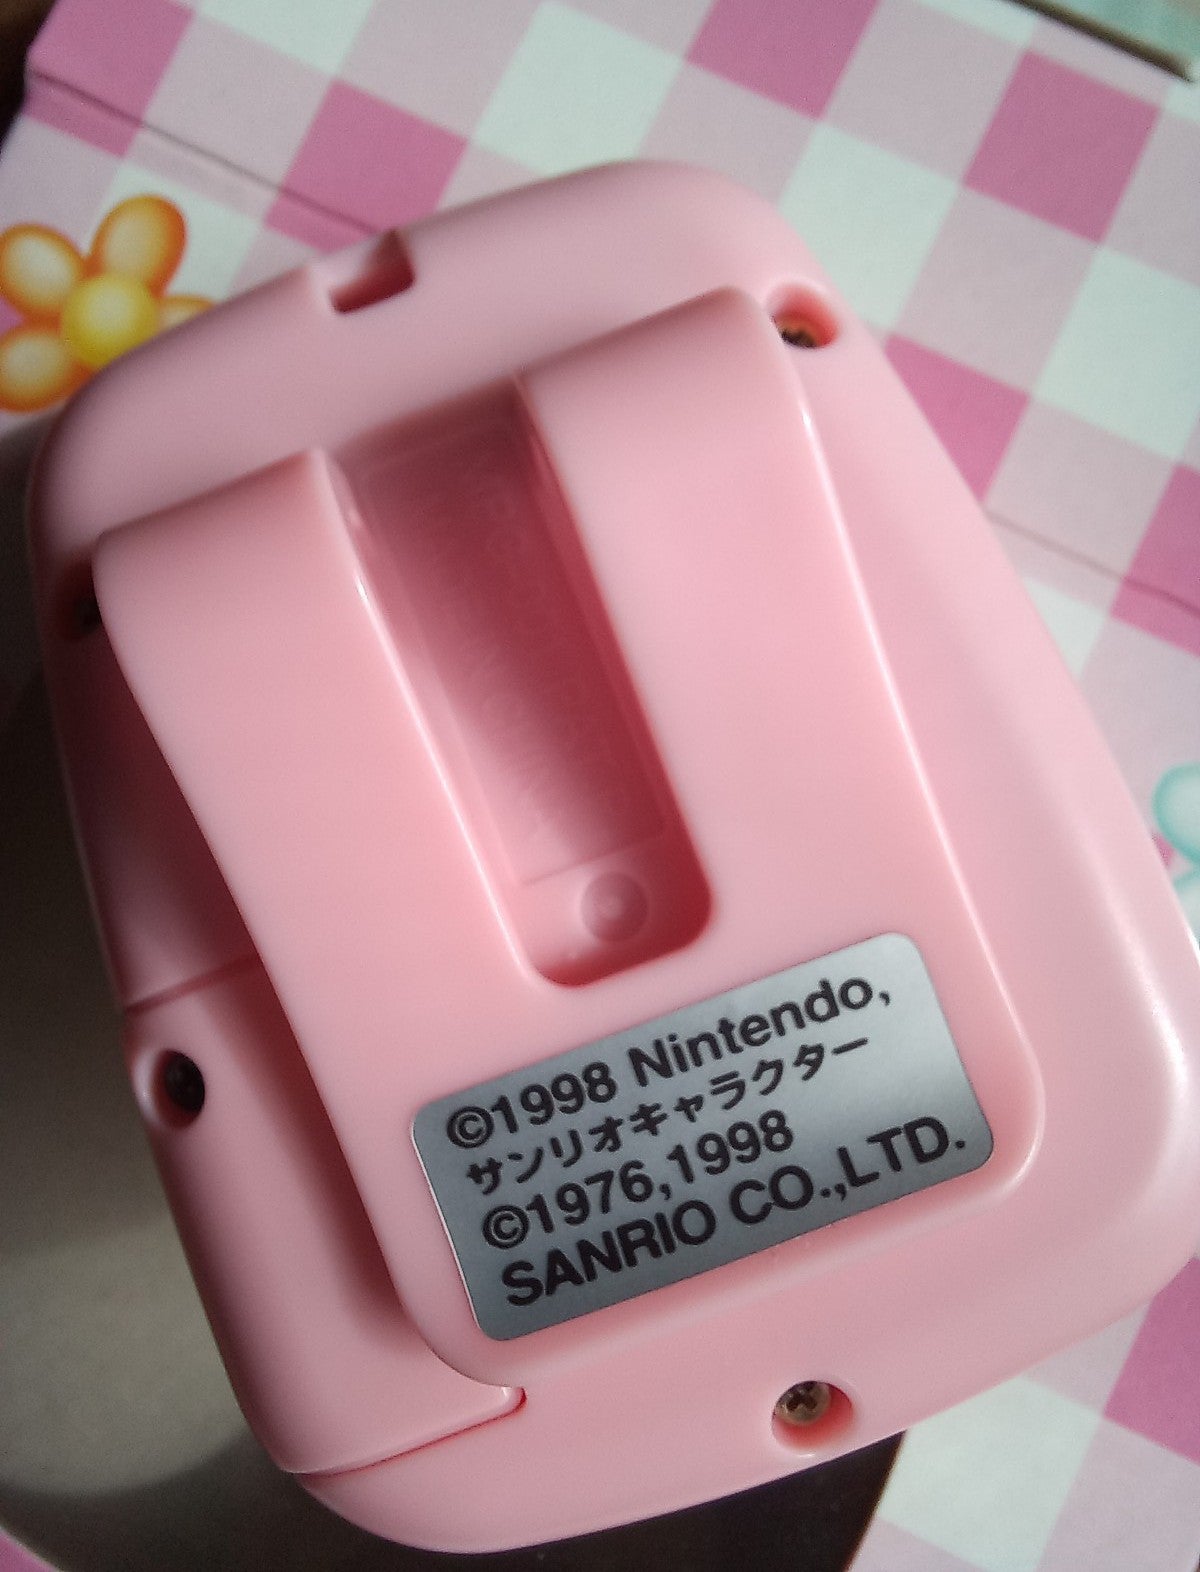 ©1998 Nintendo,
サンリオキャラクター
©1976,1998
SANRIO CO.,LTD.